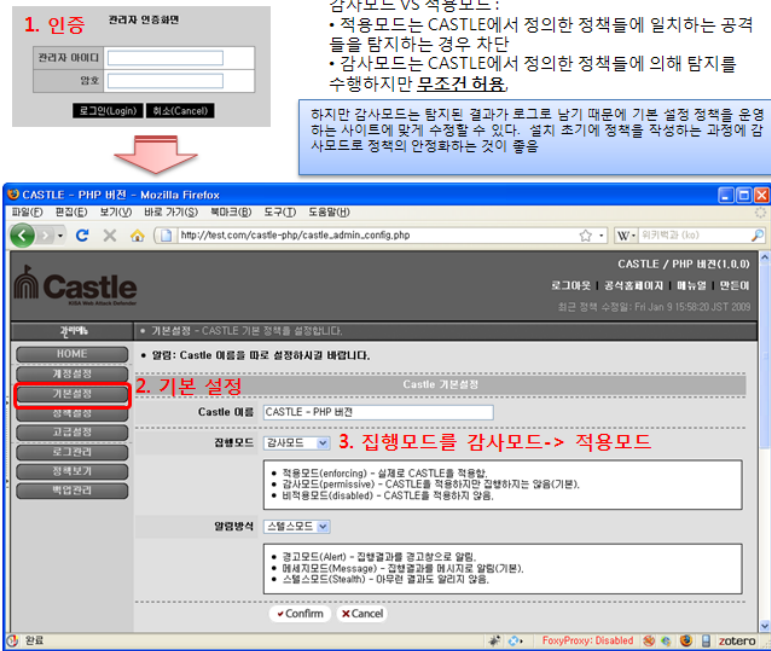 감사모드 VS 적용모드 :
• 적용모드는 CASTLE에서 정의한 정책들에 일치하는 공격
들을 탐지하는 경우 차단
• 감사모드는 CASTLE에서 정의한 정책들에 의해 탐지를
수행하지만 무조건 허용,
하지만 감사모드는 탐지된 결과가 로그로 남기 때문에 기본 설정 정책을 운영
하는 사이트에 맞게 수정할 수 있다. 설치 초기에 정책을 작성하는 과정에 감
사모드로 정책의 안정화하는 것이 좋음
1. 인증
관리자 인증화면
관리자 아이디
암호
로그인(Login) 취소(Cancel)
CASTLE - PHP 버전 - Mozilla Firefox
파일(F) 편집(E) 보기(V) 바로 가기(S) 북마크(B) 도구(T) 도움말(H)
http://test.com/castle-php/castle_admin_config.php
위키백과 (ko)
Castle
KISA Web Attack Defender
CASTLE / PHP 버전(1.0.0)
로그아웃 | 공식홈페이지 | 매뉴얼 | 만든이
최근 정책 수정일: Fri Jan 9 15:58:20 JST 2009
관리메뉴
• 기본설정 - CASTLE 기본 정책를 설정합니다.
HOME
계정설정
기본설정
정책설정
고급설정
로그관리
정책보기
백업관리
• 알림: Castle 이름을 따로 설정하시길 바랍니다.
2. 기본 설정
Castle 기본설정
Castle 이름 CASTLE - PHP 버전
집행모드 감사모드
3. 집행모드를 감사모드-> 적용모드
• 적용모드(enforcing) - 실제로 CASTLE를 적용함.
• 감사모드(permissive) - CASTLE를 적용하지만 집행하지는 않음(기본).
• 비적용모드(disabled) - CASTLE를 적용하지 않음.
알림방식 스텔스모드
• 경고모드(Alert) - 집행결과를 경고창으로 알림.
• 메세지모드(Message) - 집행결과를 메시지로 알림(기본).
• 스텔스모드(Stealth) - 아무런 결과도 알리지 않음.
Confirm Cancel
완료
FoxyProxy: Disabled
zotero